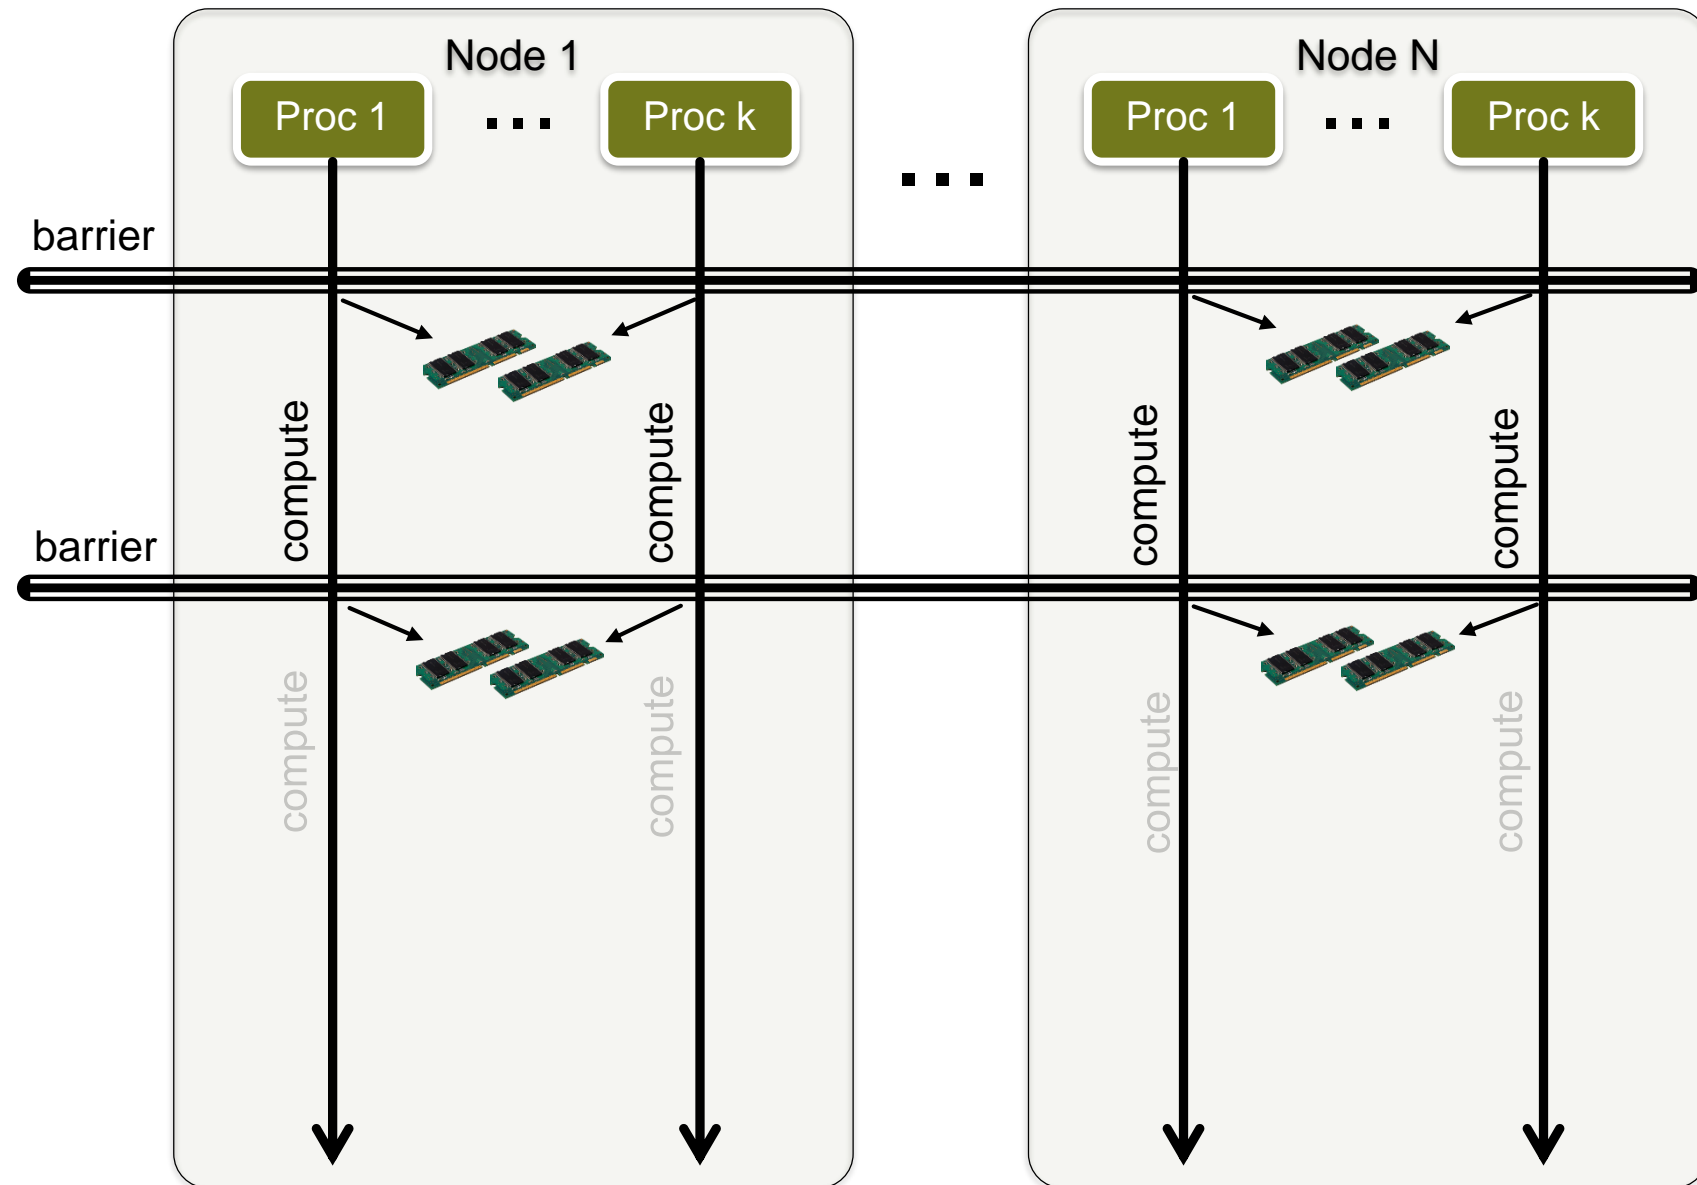 Node 1
Node N
Proc 1
...
Proc k
...
Proc 1
...
Proc k
barrier
compute
compute
compute
compute
barrier
compute
compute
compute
compute